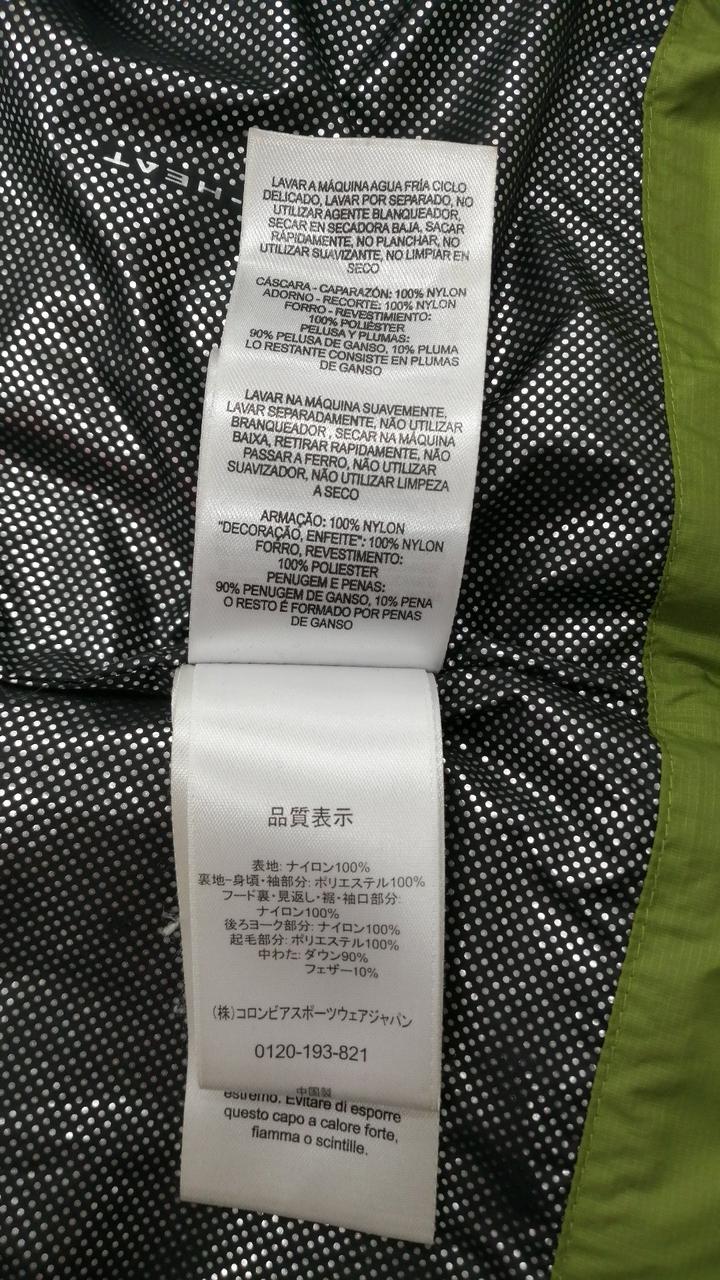 HEAT
LAVAR A MÁQUINA AGUA FRÍA CICLO
DELICADO, LAVAR POR SEPARADO, NO
UTILIZAR AGENTE BLANQUEADOR,
SECAR EN SECADORA BAJA, SACAR
RÁPIDAMENTE, NO PLANCHAR, NO
UTILIZAR SUAVIZANTE, NO LIMPIAR EN
SECO
CÁSCARA - CAPARAZÓN: 100% NYLON
ADORNO - RECORTE: 100% NYLON
FORRO - REVESTIMIENTO:
100% POLIÉSTER
PELUSA Y PLUMAS:
90% PELUSA DE GANSO, 10% PLUMA
LO RESTANTE CONSISTE EN PLUMAS
DE GANSO
LAVAR NA MÁQUINA SUAVEMENTE,
LAVAR SEPARADAMENTE, NÃO UTILIZAR
BRANQUEADOR , SECAR NA MÁQUINA
BAIXA, RETIRAR RAPIDAMENTE, NÃO
PASSAR A FERRO, NÃO UTILIZAR
SUAVIZADOR, NÃO UTILIZAR LIMPEZA
A SECO
ARMAÇÃO: 100% NYLON
"DECORAÇÃO, ENFEITE": 100% NYLON
FORRO, REVESTIMENTO:
100% POLIESTER
PENUGEM E PENAS:
90% PENUGEM DE GANSO, 10% PENA
O RESTO É FORMADO POR PENAS
DE GANSO
品質表示
表地: ナイロン100%
裏地-身頃・袖部分: ポリエステル100%
フード裏・見返し・裾・袖口部分:
ナイロン100%
後ろヨーク部分: ナイロン100%
起毛部分: ポリエステル100%
中わた: ダウン90%
フェザー10%
(株)コロンビアスポーツウェアジャパン
0120-193-821
中国製
estremo. Evitare di esporre
questo capo a calore forte,
fiamma o scintille.